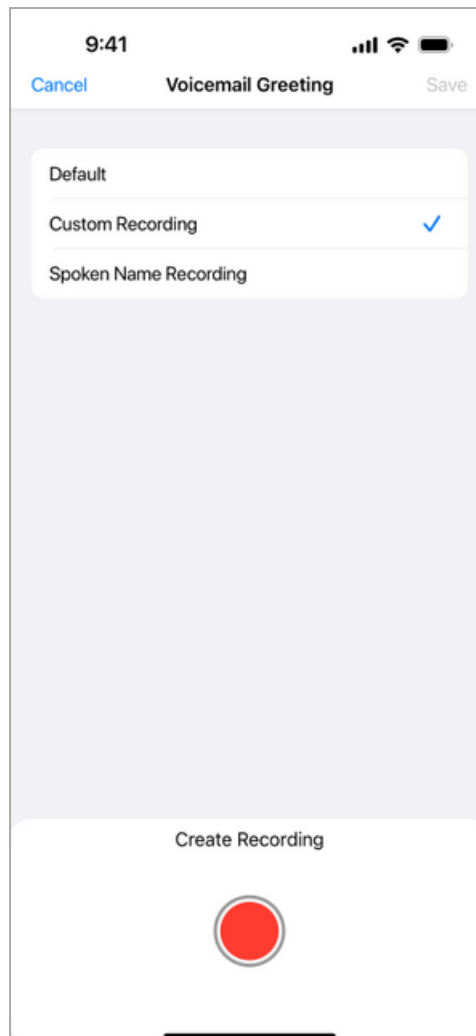 9:41
Cancel Voicemail Greeting Save
Default
Custom Recording
Spoken Name Recording
Create Recording